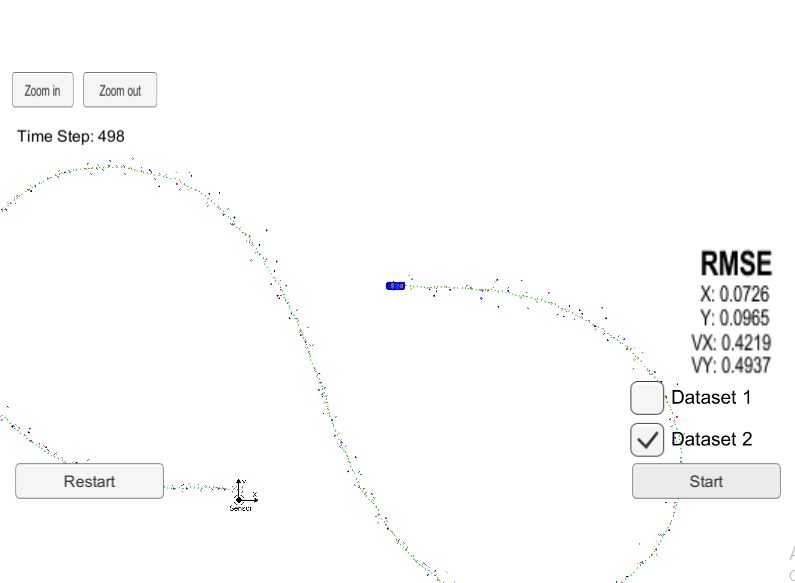 Zoom in
Zoom out
Time Step: 498
RMSE
X: 0.0726
Y: 0.0965
VX: 0.4219
VY: 0.4937
Dataset 1
Dataset 2
Restart
Start
Y
X
Sensor